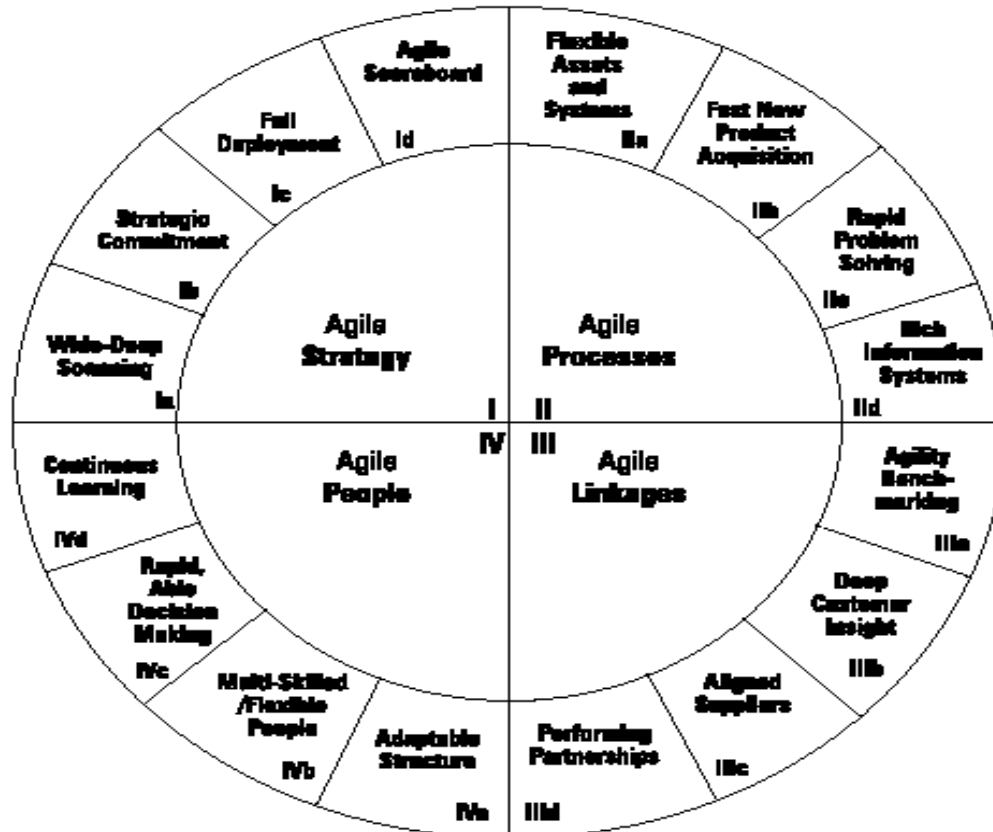 Agile
Scoreboard
Id
Flexible
Assets
and
Systems
IIa
Full
Deployment
Ic
Fast New
Product
Acquisition
IIb
Strategic
Commitment
Ib
Rapid
Problem
Solving
IIc
Wide-Deep
Scanning
Ia
Rich
Information
Systems
IId
Agile
Strategy
I
Agile
Processes
II
Agile
People
IV
Agile
Linkages
III
Continuous
Learning
IVd
Agility
Bench-
marking
IIIa
Rapid,
Able
Decision
Making
IVc
Deep
Customer
Insight
IIIb
Multi-Skilled
/Flexible
People
IVb
Aligned
Suppliers
IIIc
Adaptable
Structure
IVa
Performing
Partnerships
IIId